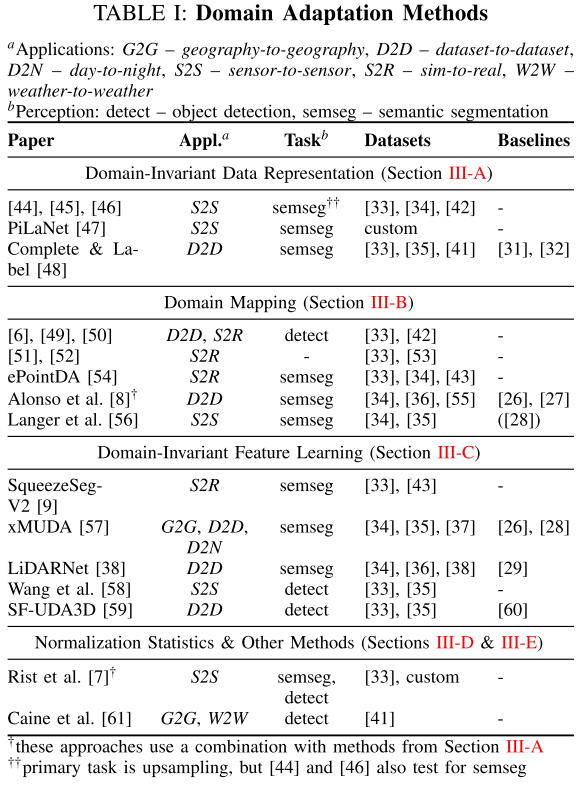 TABLE I: Domain Adaptation Methods
aApplications: G2G – geography-to-geography, D2D – dataset-to-dataset,
D2N – day-to-night, S2S – sensor-to-sensor, S2R – sim-to-real, W2W –
weather-to-weather
bPerception: detect – object detection, semseg – semantic segmentation
Paper Appl.a Taskb Datasets Baselines
Domain-Invariant Data Representation (Section III-A)
[44], [45], [46] S2S semseg†† [33], [34], [42] -
PiLaNet [47] S2S semseg custom -
Complete & La- D2D semseg [33], [35], [41] [31], [32]
bel [48]
Domain Mapping (Section III-B)
[6], [49], [50] D2D, S2R detect [33], [42] -
[51], [52] S2R - [33], [53] -
ePointDA [54] S2R semseg [33], [34], [43] -
Alonso et al. [8]† D2D semseg [34], [36], [55] [26], [27]
Langer et al. [56] S2S semseg [34], [35] ([28])
Domain-Invariant Feature Learning (Section III-C)
SqueezeSeg- S2R semseg [33], [43] -
V2 [9]
xMUDA [57] G2G, D2D, semseg [34], [35], [37] [26], [28]
D2N
LiDARNet [38] D2D semseg [34], [36], [38] [29]
Wang et al. [58] S2S detect [33], [35] -
SF-UDA3D [59] D2D detect [33], [35] [60]
Normalization Statistics & Other Methods (Sections III-D & III-E)
Rist et al. [7]† S2S semseg, [33], custom -
detect
Caine et al. [61] G2G, W2W detect [41] -
†these approaches use a combination with methods from Section III-A
††primary task is upsampling, but [44] and [46] also test for semseg